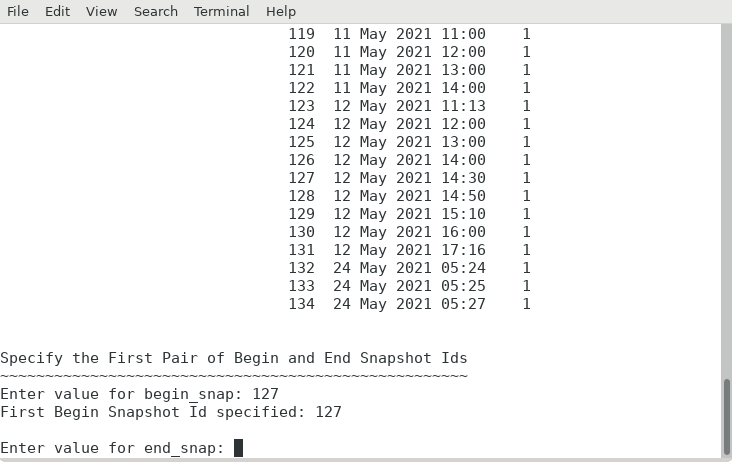 File Edit View Search Terminal Help
119 11 May 2021 11:00 1
120 11 May 2021 12:00 1
121 11 May 2021 13:00 1
122 11 May 2021 14:00 1
123 12 May 2021 11:13 1
124 12 May 2021 12:00 1
125 12 May 2021 13:00 1
126 12 May 2021 14:00 1
127 12 May 2021 14:30 1
128 12 May 2021 14:50 1
129 12 May 2021 15:10 1
130 12 May 2021 16:00 1
131 12 May 2021 17:16 1
132 24 May 2021 05:24 1
133 24 May 2021 05:25 1
134 24 May 2021 05:27 1
Specify the First Pair of Begin and End Snapshot Ids
~~~~~~~~~~~~~~~~~~~~~~~~~~~~~~~~~~~~~~~~~~~~~~~~~~~~
Enter value for begin_snap: 127
First Begin Snapshot Id specified: 127
Enter value for end_snap: